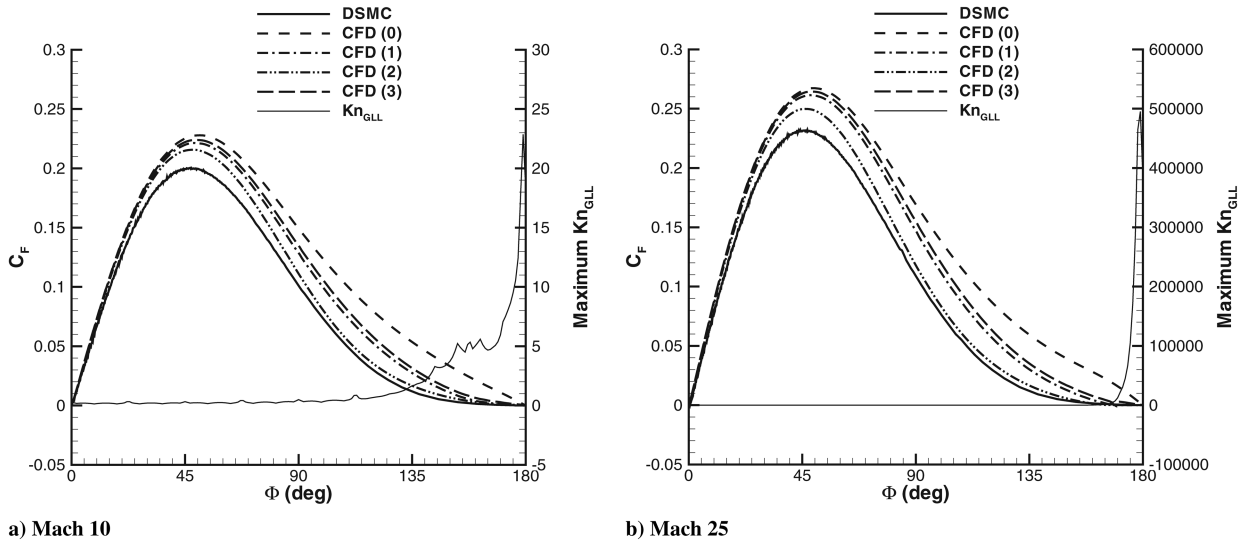 DSMC
CFD (0)
CFD (1)
CFD (2)
CFD (3)
Kn_GLL
0.3
0.25
0.2
0.15
0.1
0.05
0
-0.05
C_F
30
25
20
15
10
5
0
-5
Maximum Kn_GLL
0 45 90 135 180
Φ (deg)
a) Mach 10
DSMC
CFD (0)
CFD (1)
CFD (2)
CFD (3)
Kn_GLL
0.3
0.25
0.2
0.15
0.1
0.05
0
-0.05
C_F
600000
500000
400000
300000
200000
100000
0
-100000
Maximum Kn_GLL
0 45 90 135 180
Φ (deg)
b) Mach 25